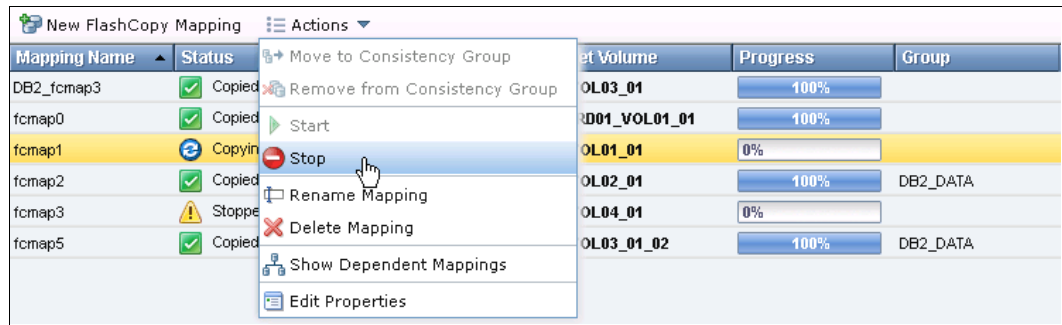 New FlashCopy Mapping Actions
Mapping Name Status et Volume Progress Group
Move to Consistency Group
DB2_fcmap3 Copied OL03_01 100%
Remove from Consistency Group
fcmap0 Copied RD01_VOL01_01 100%
Start
fcmap1 Copyin OL01_01 0%
Stop
fcmap2 Copied OL02_01 100% DB2_DATA
Rename Mapping
fcmap3 Stoppe OL04_01 0%
Delete Mapping
fcmap5 Copied OL03_01_02 100% DB2_DATA
Show Dependent Mappings
Edit Properties